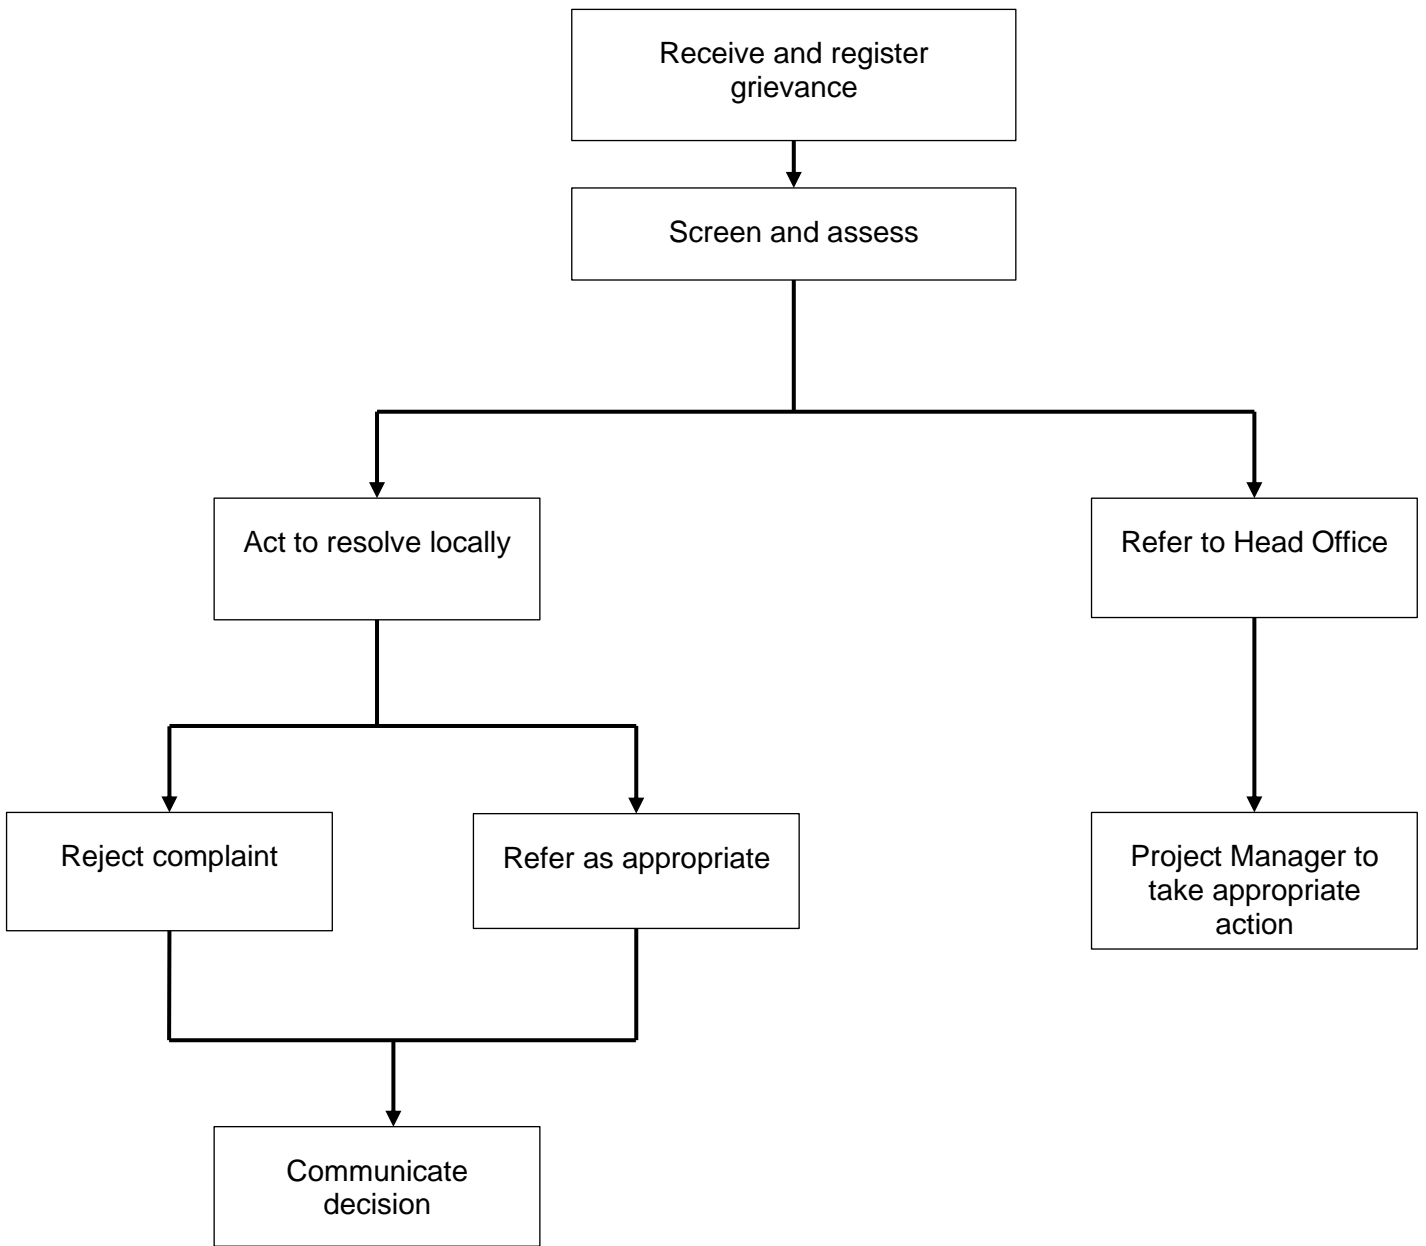 Receive and register
grievance
Screen and assess
Act to resolve locally
Refer to Head Office
Reject complaint
Refer as appropriate
Project Manager to
take appropriate
action
Communicate
decision